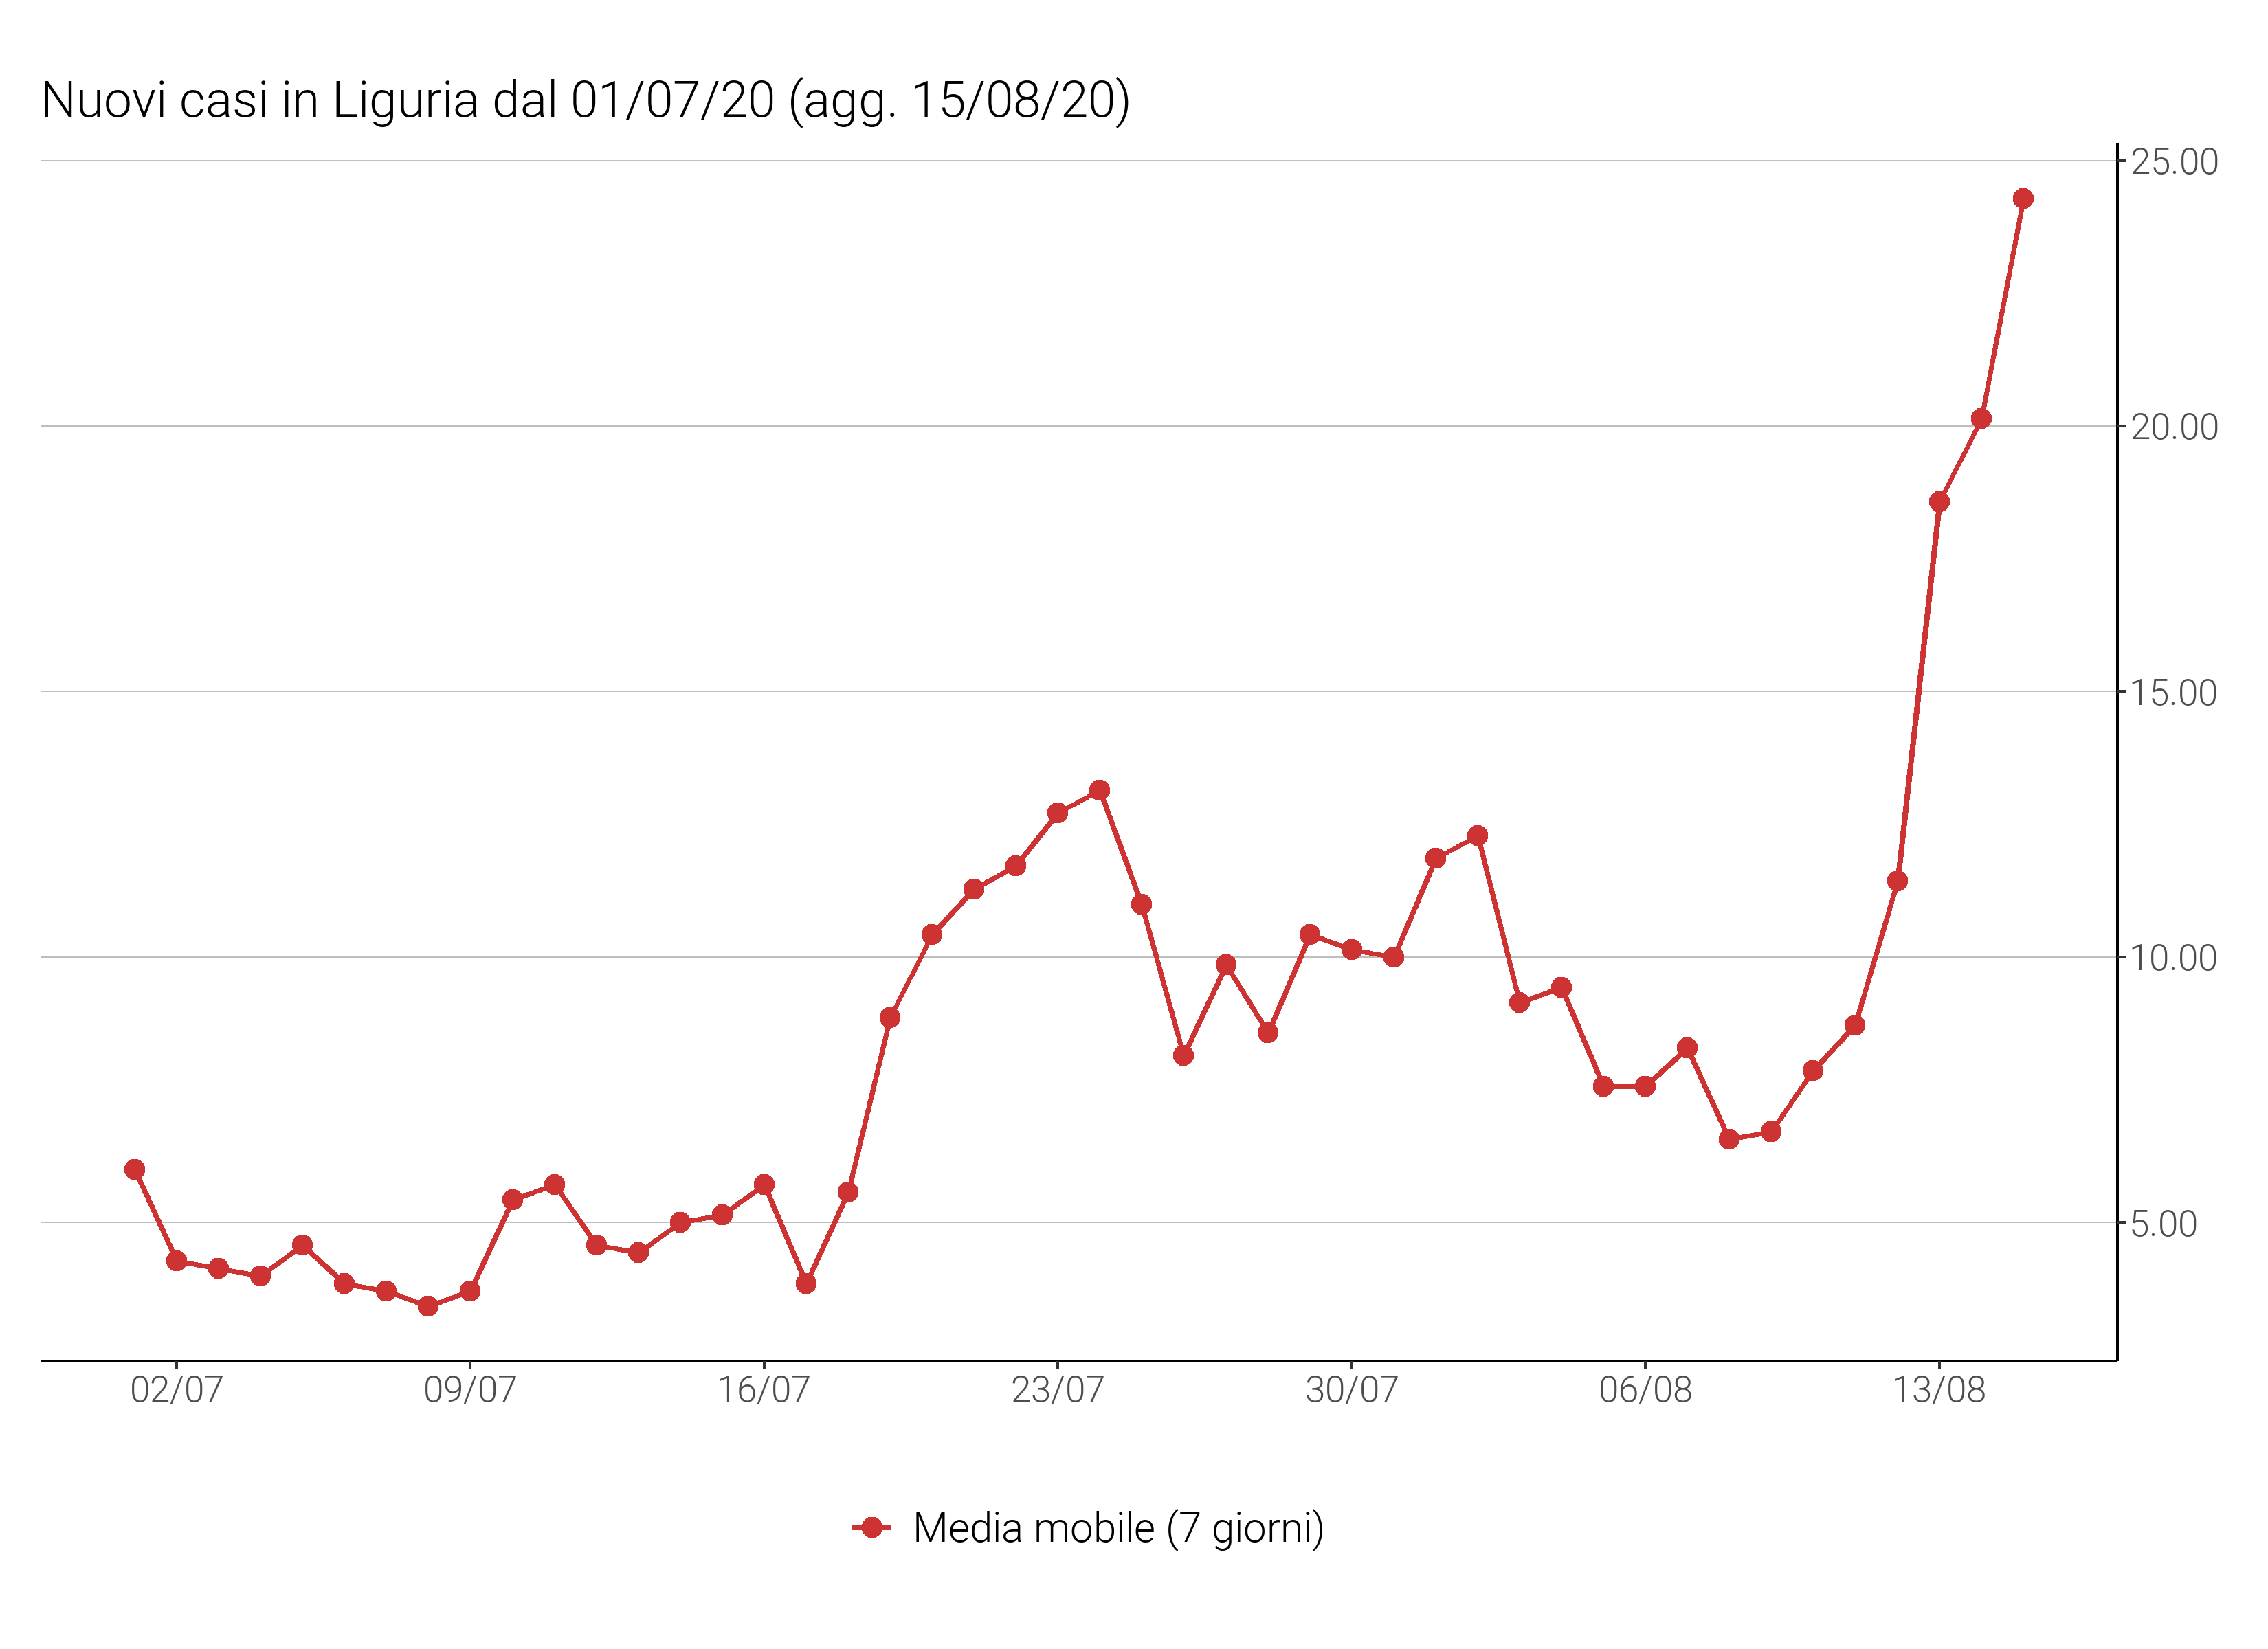 Nuovi casi in Liguria dal 01/07/20 (agg. 15/08/20)
25.00
20.00
15.00
10.00
5.00
02/07 09/07 16/07 23/07 30/07 06/08 13/08
Media mobile (7 giorni)